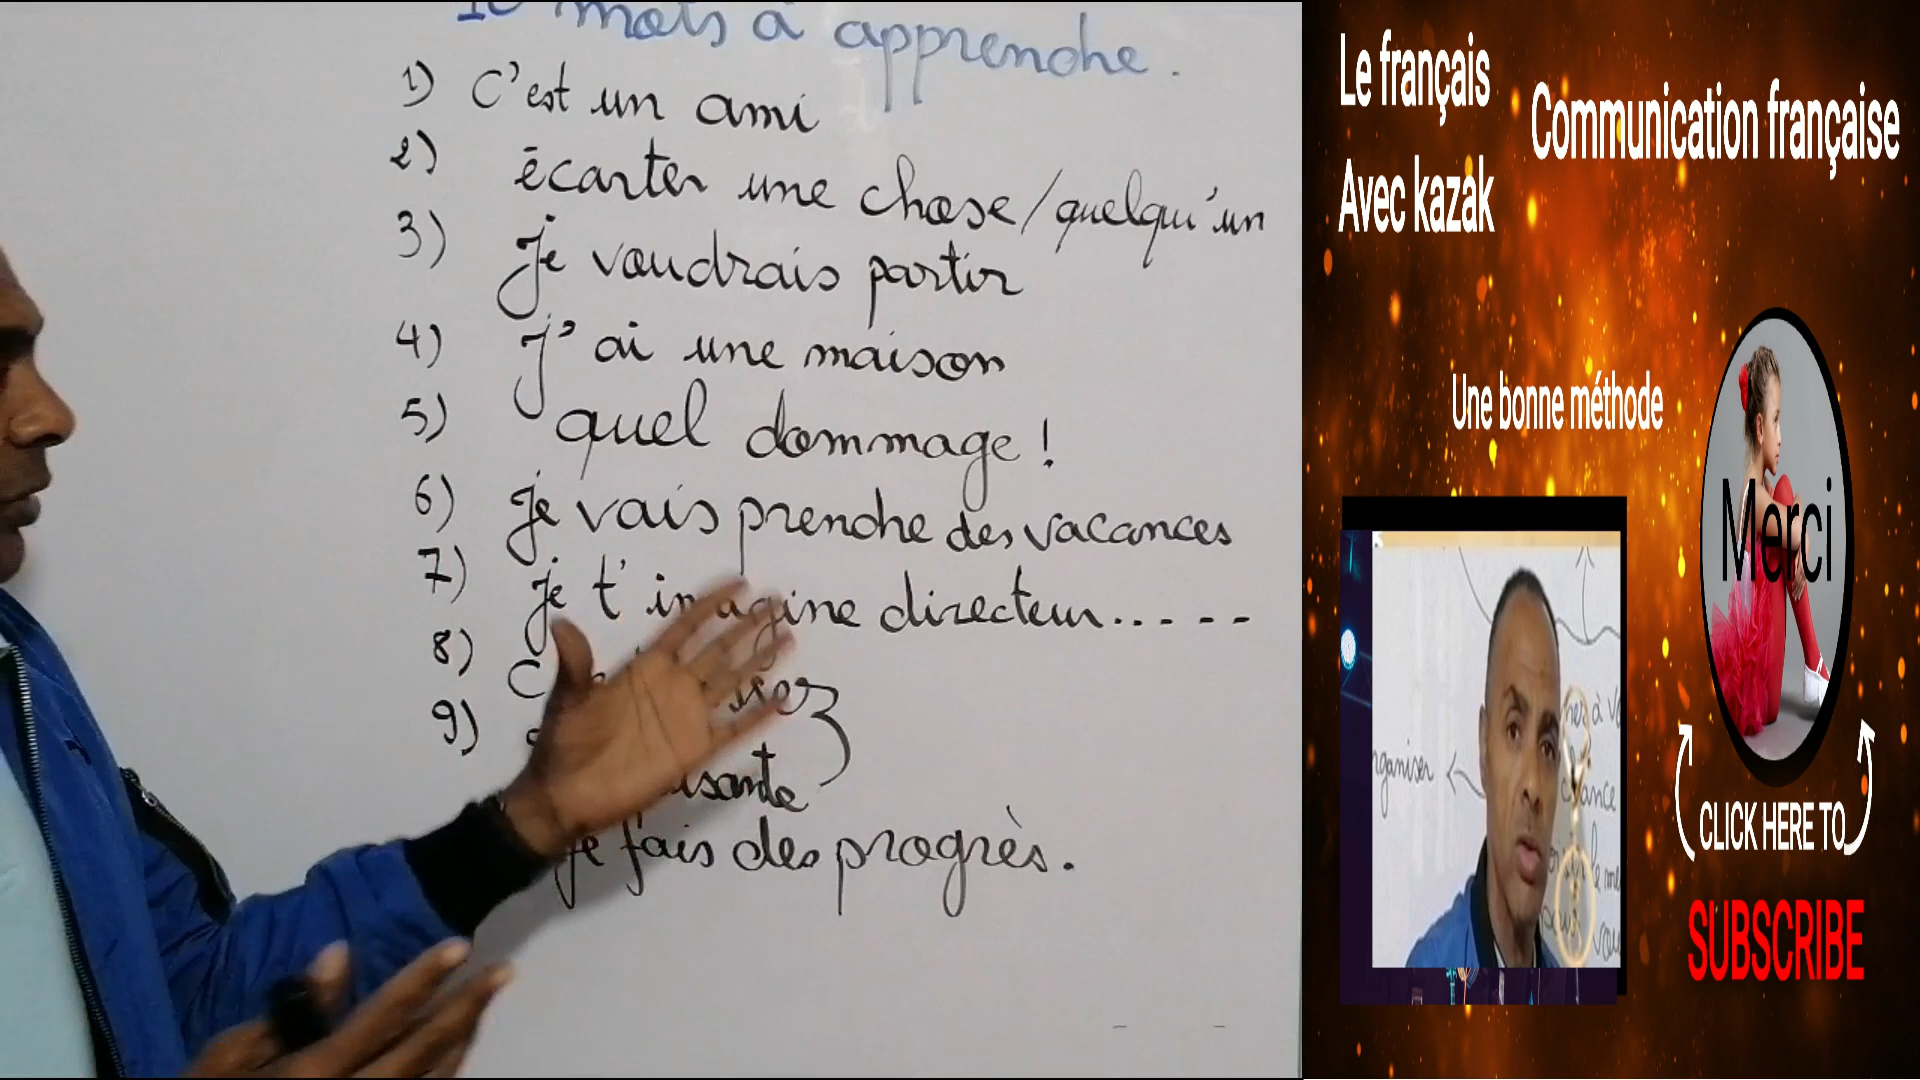 10 mots à apprendre.
1) C'est un ami
2) écarter une chose/quelqu'un
3) Je voudrais partir
4) J'ai une maison
5) quel dommage !
6) Je vais prendre des vacances
7) Je t'imagine directeur.....
8)
9)
je fais des progrès.
Le français
Avec kazak
Communication française
Une bonne méthode
Merci
CLICK HERE TO
SUBSCRIBE